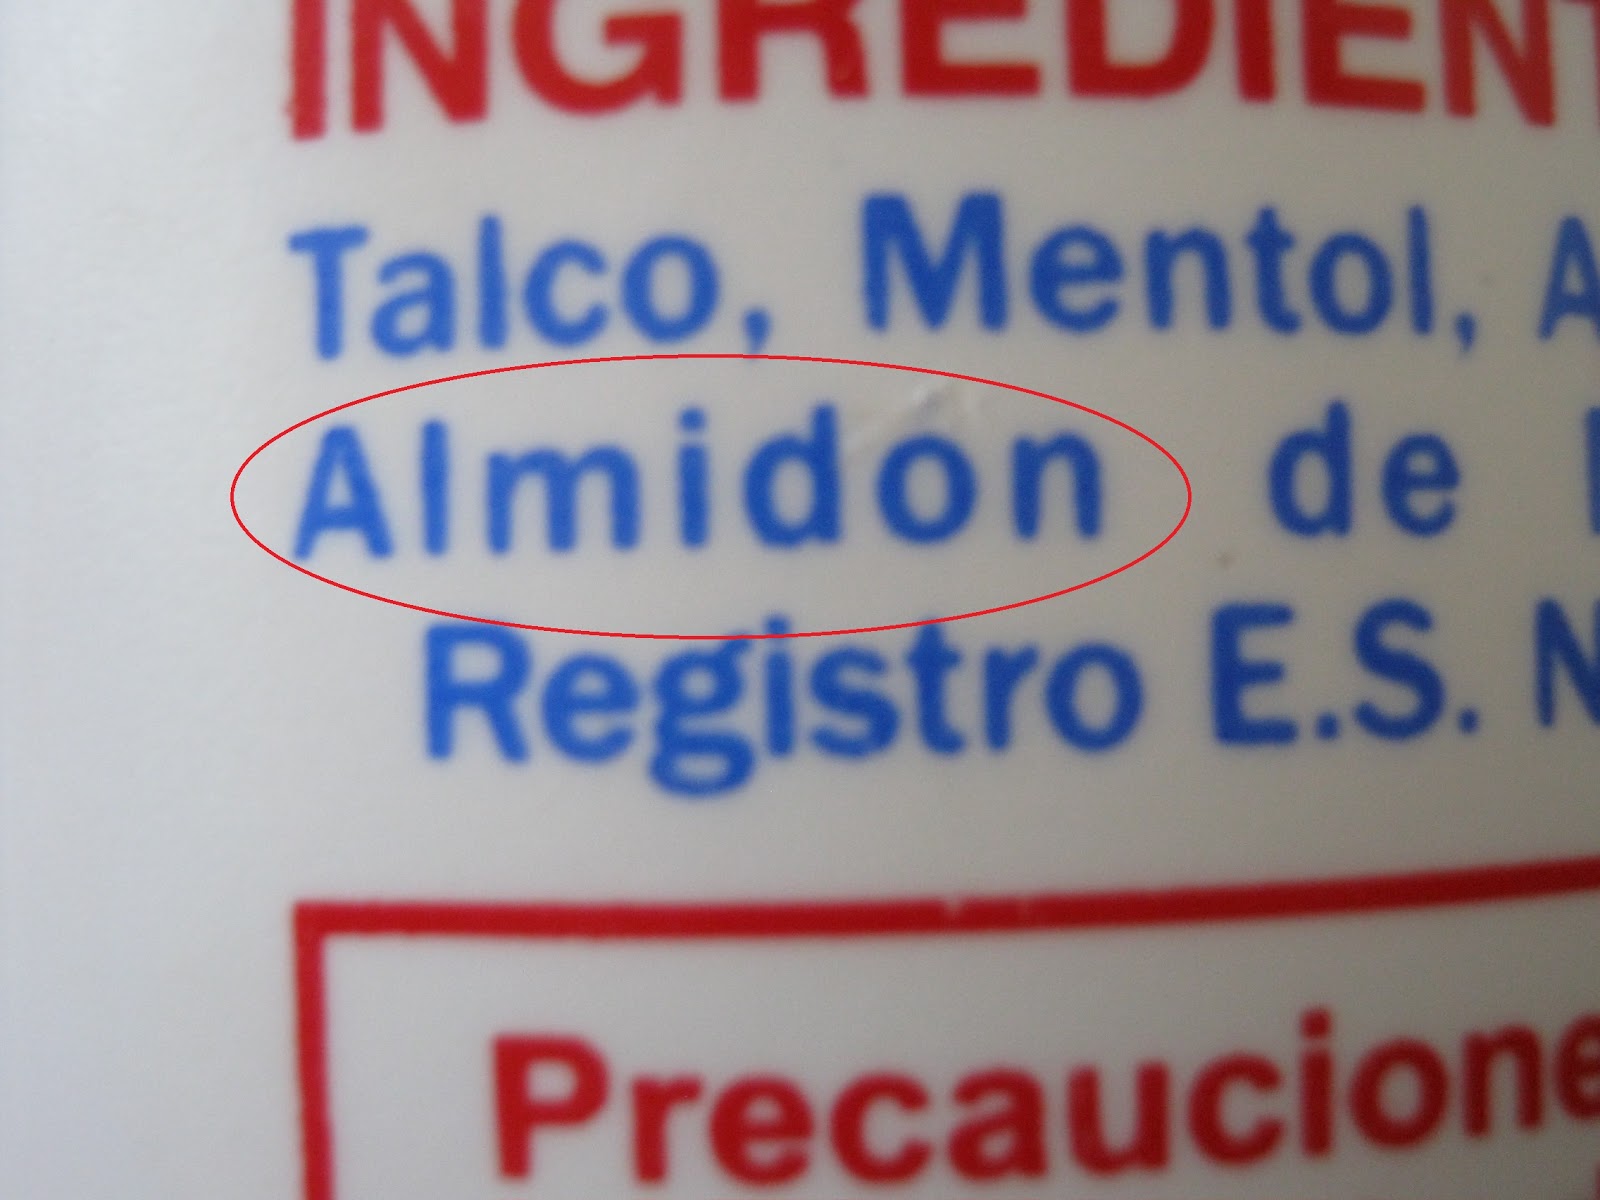 INGREDIENT
Talco, Mentol, A
Almidon de
Registro E.S. N
Precaucione